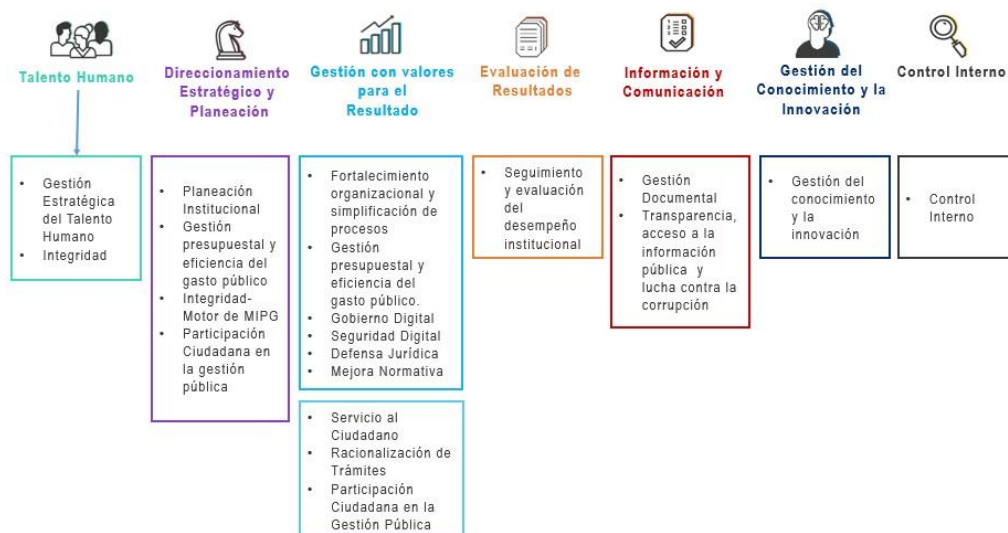 Talento Humano
Direccionamiento
Estratégico y
Planeación
Gestión con valores
para el
Resultado
Evaluación de
Resultados
Información y
Comunicación
Gestión del
Conocimiento y la
Innovación
Control Interno
• Gestión
Estratégica
del Talento
Humano
• Integridad
• Planeación
Institucional
• Gestión
presupuestal y
eficiencia del
gasto público
• Integridad-
Motor de MIPG
• Participación
Ciudadana en
la gestión
pública
• Fortalecimiento
organizacional y
simplificación de
procesos
• Gestión
presupuestal y
eficiencia del
gasto público.
• Gobierno Digital
• Seguridad Digital
• Defensa Jurídica
• Mejora Normativa
• Servicio al
Ciudadano
• Racionalización de
Trámites
• Participación
Ciudadana en la
Gestión Pública
• Seguimiento
y evaluación
del
desempeño
institucional
• Gestión
Documental
• Transparencia,
acceso a la
información
pública y
lucha contra la
corrupción
• Gestión del
conocimiento
y la
innovación
• Control
Interno